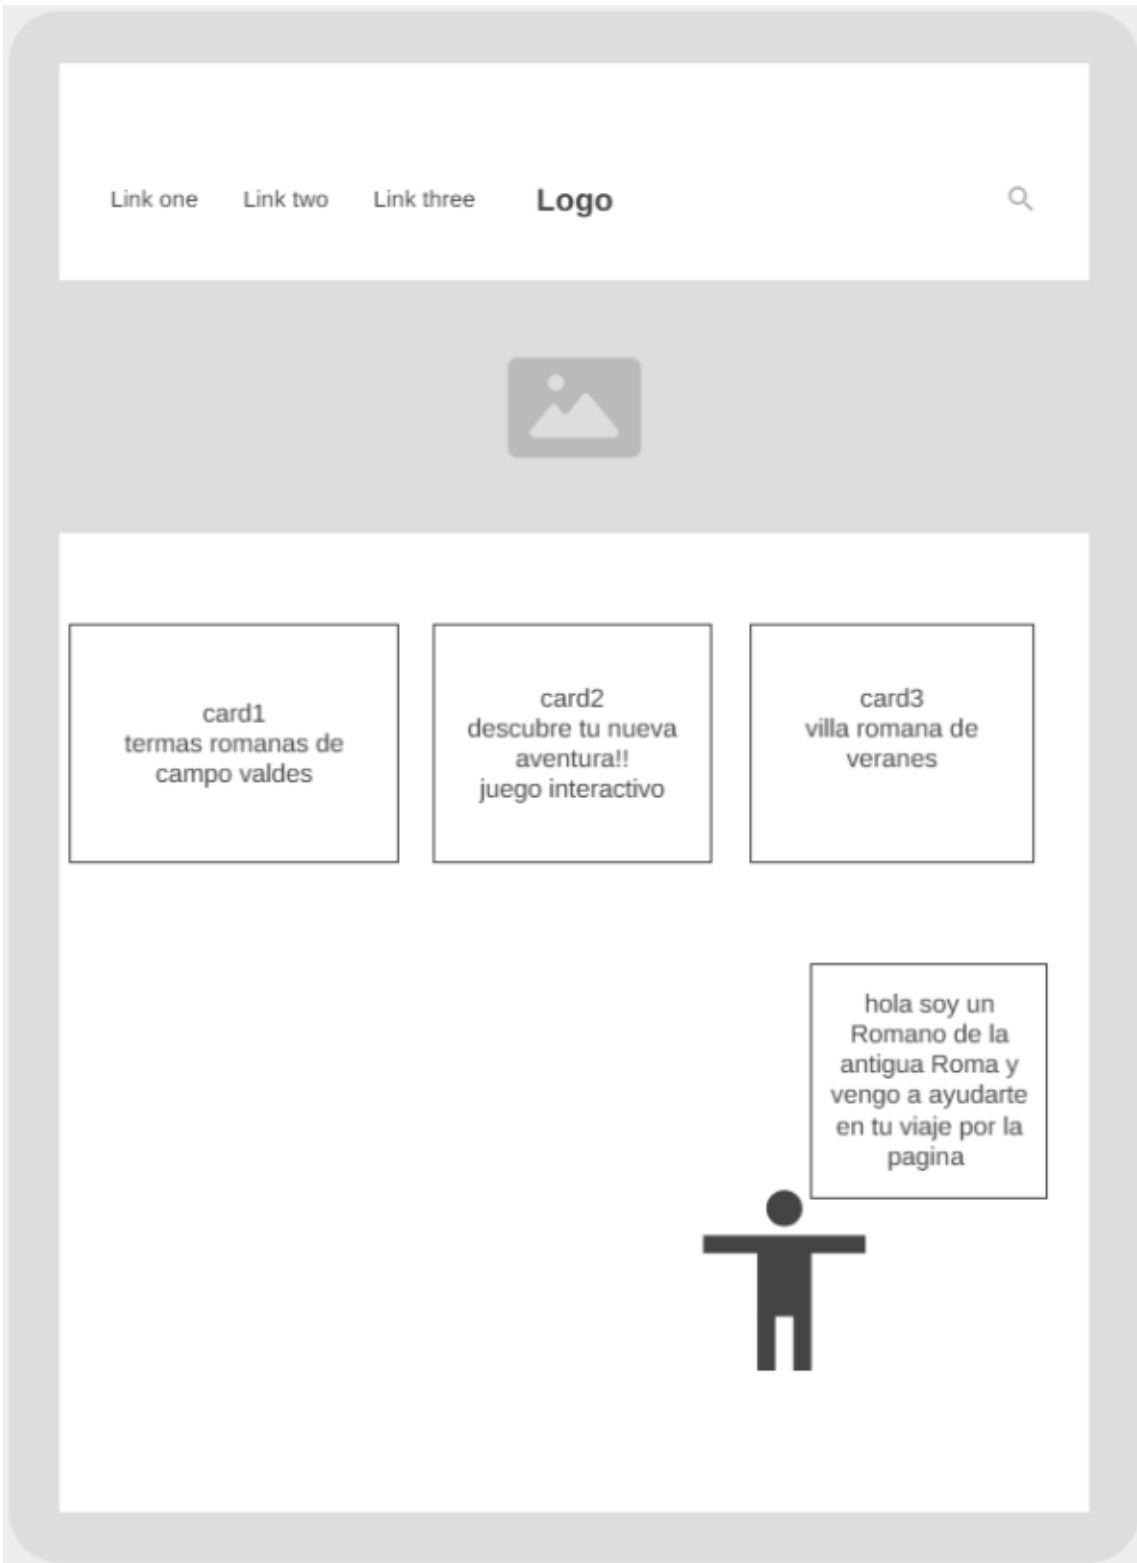 Link one Link two Link three Logo
card1
termas romanas de
campo valdes
card2
descubre tu nueva
aventura!!
juego interactivo
card3
villa romana de
veranes
hola soy un
Romano de la
antigua Roma y
vengo a ayudarte
en tu viaje por la
pagina